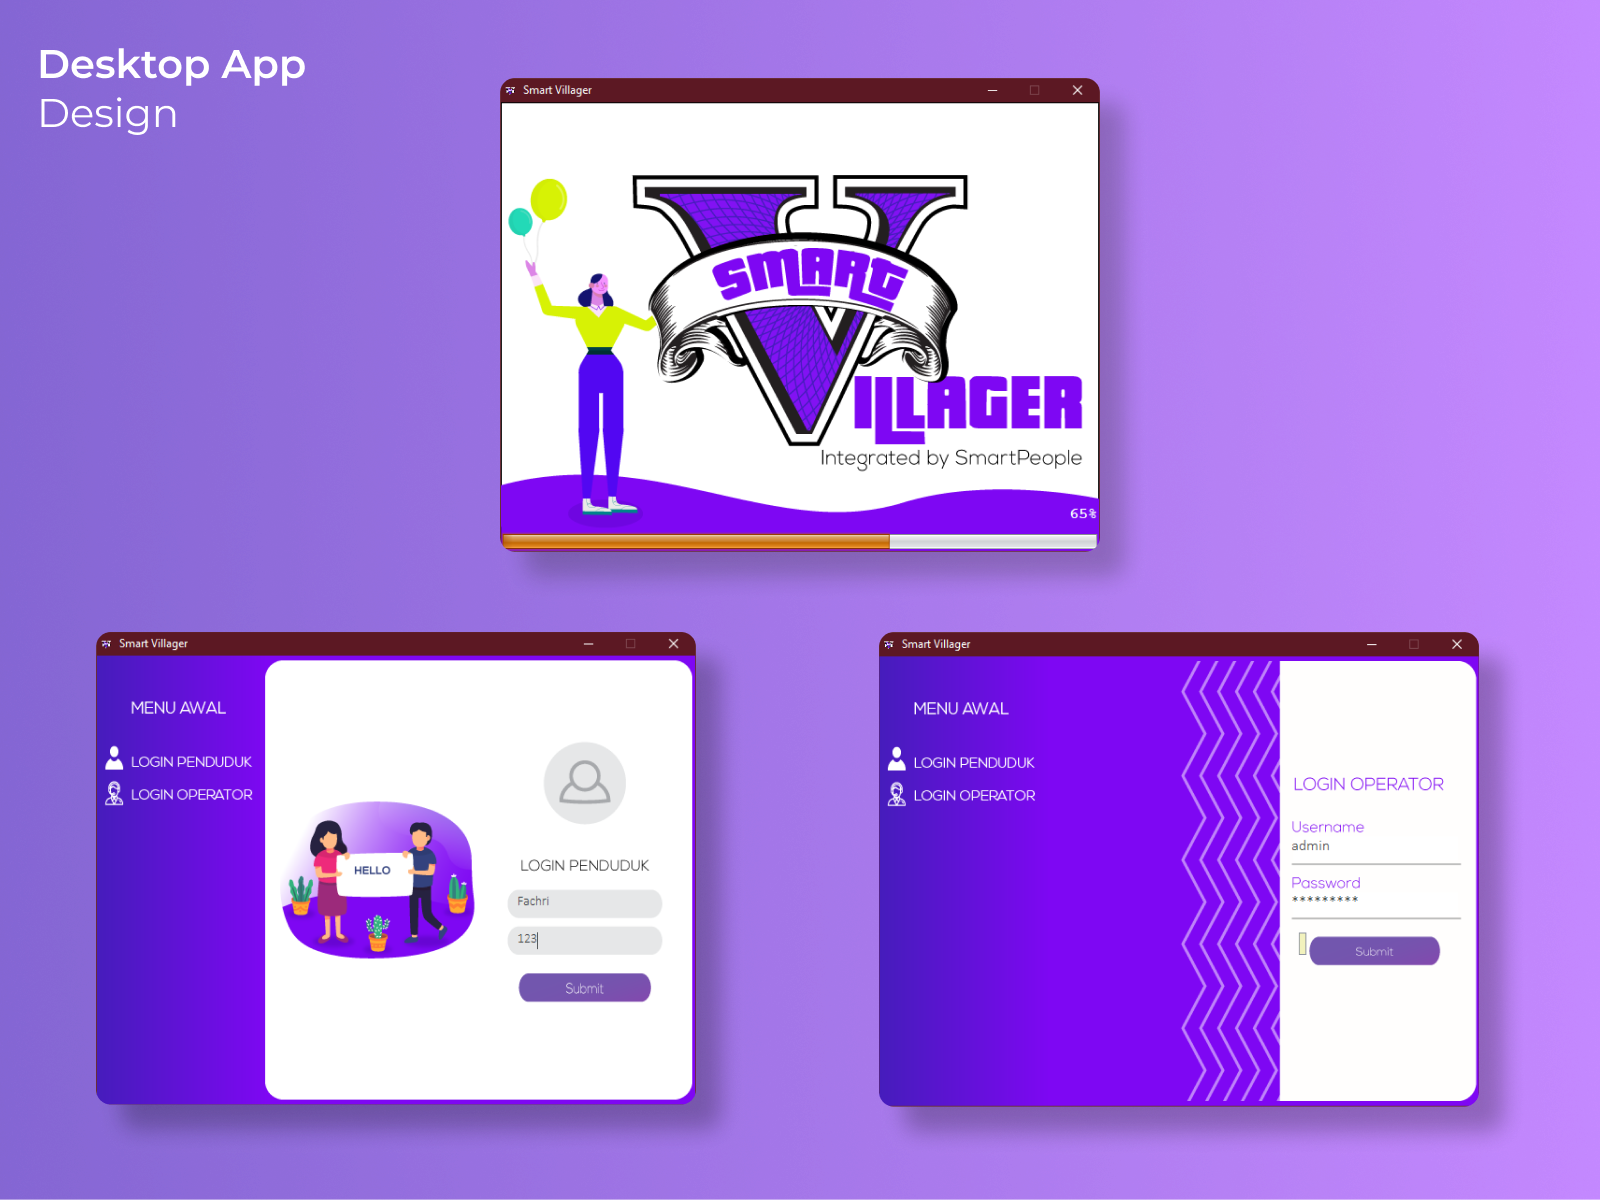 Desktop App
Design
Smart Villager
SMART
VILLAGER
Integrated by SmartPeople
65%
Smart Villager
MENU AWAL
LOGIN PENDUDUK
LOGIN OPERATOR
HELLO
LOGIN PENDUDUK
Fachri
123
Submit
Smart Villager
MENU AWAL
LOGIN PENDUDUK
LOGIN OPERATOR
LOGIN OPERATOR
Username
admin
Password
*********
Submit